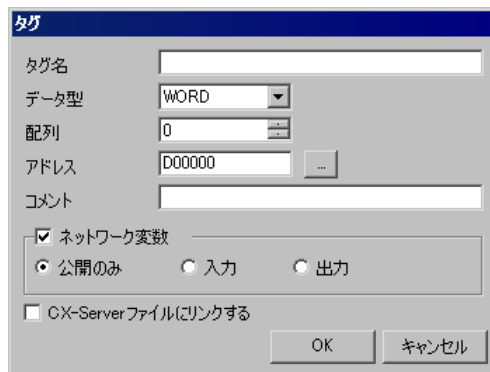 タグ
タグ名
データ型 WORD
配列 0
アドレス D00000 ...
コメント
ネットワーク変数
公開のみ 入力 出力
CX-Serverファイルにリンクする
OK キャンセル